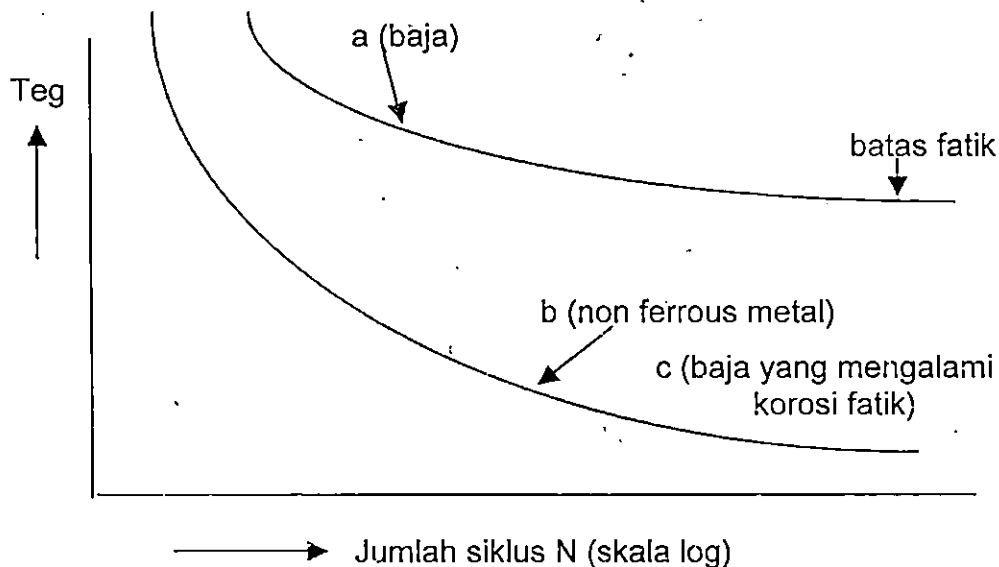 a (baja)
Teg
batas fatik
b (non ferrous metal)
c (baja yang mengalami
korosi fatik)
Jumlah siklus N (skala log)